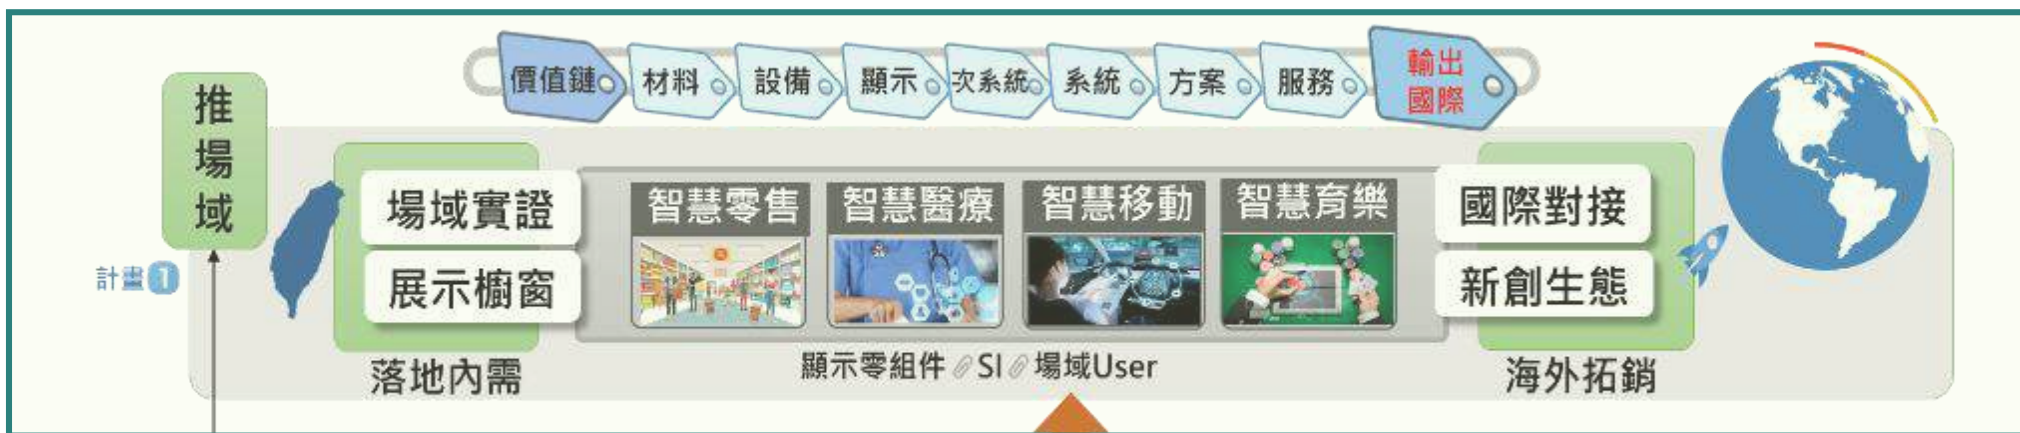 價值鏈
材料
設備
顯示
次系統
系統
方案
服務
輸出
國際
推
場
域
計畫1
場域實證
展示櫥窗
落地內需
智慧零售
智慧醫療
智慧移動
智慧育樂
顯示零組件 SI 場域User
國際對接
新創生態
海外拓銷